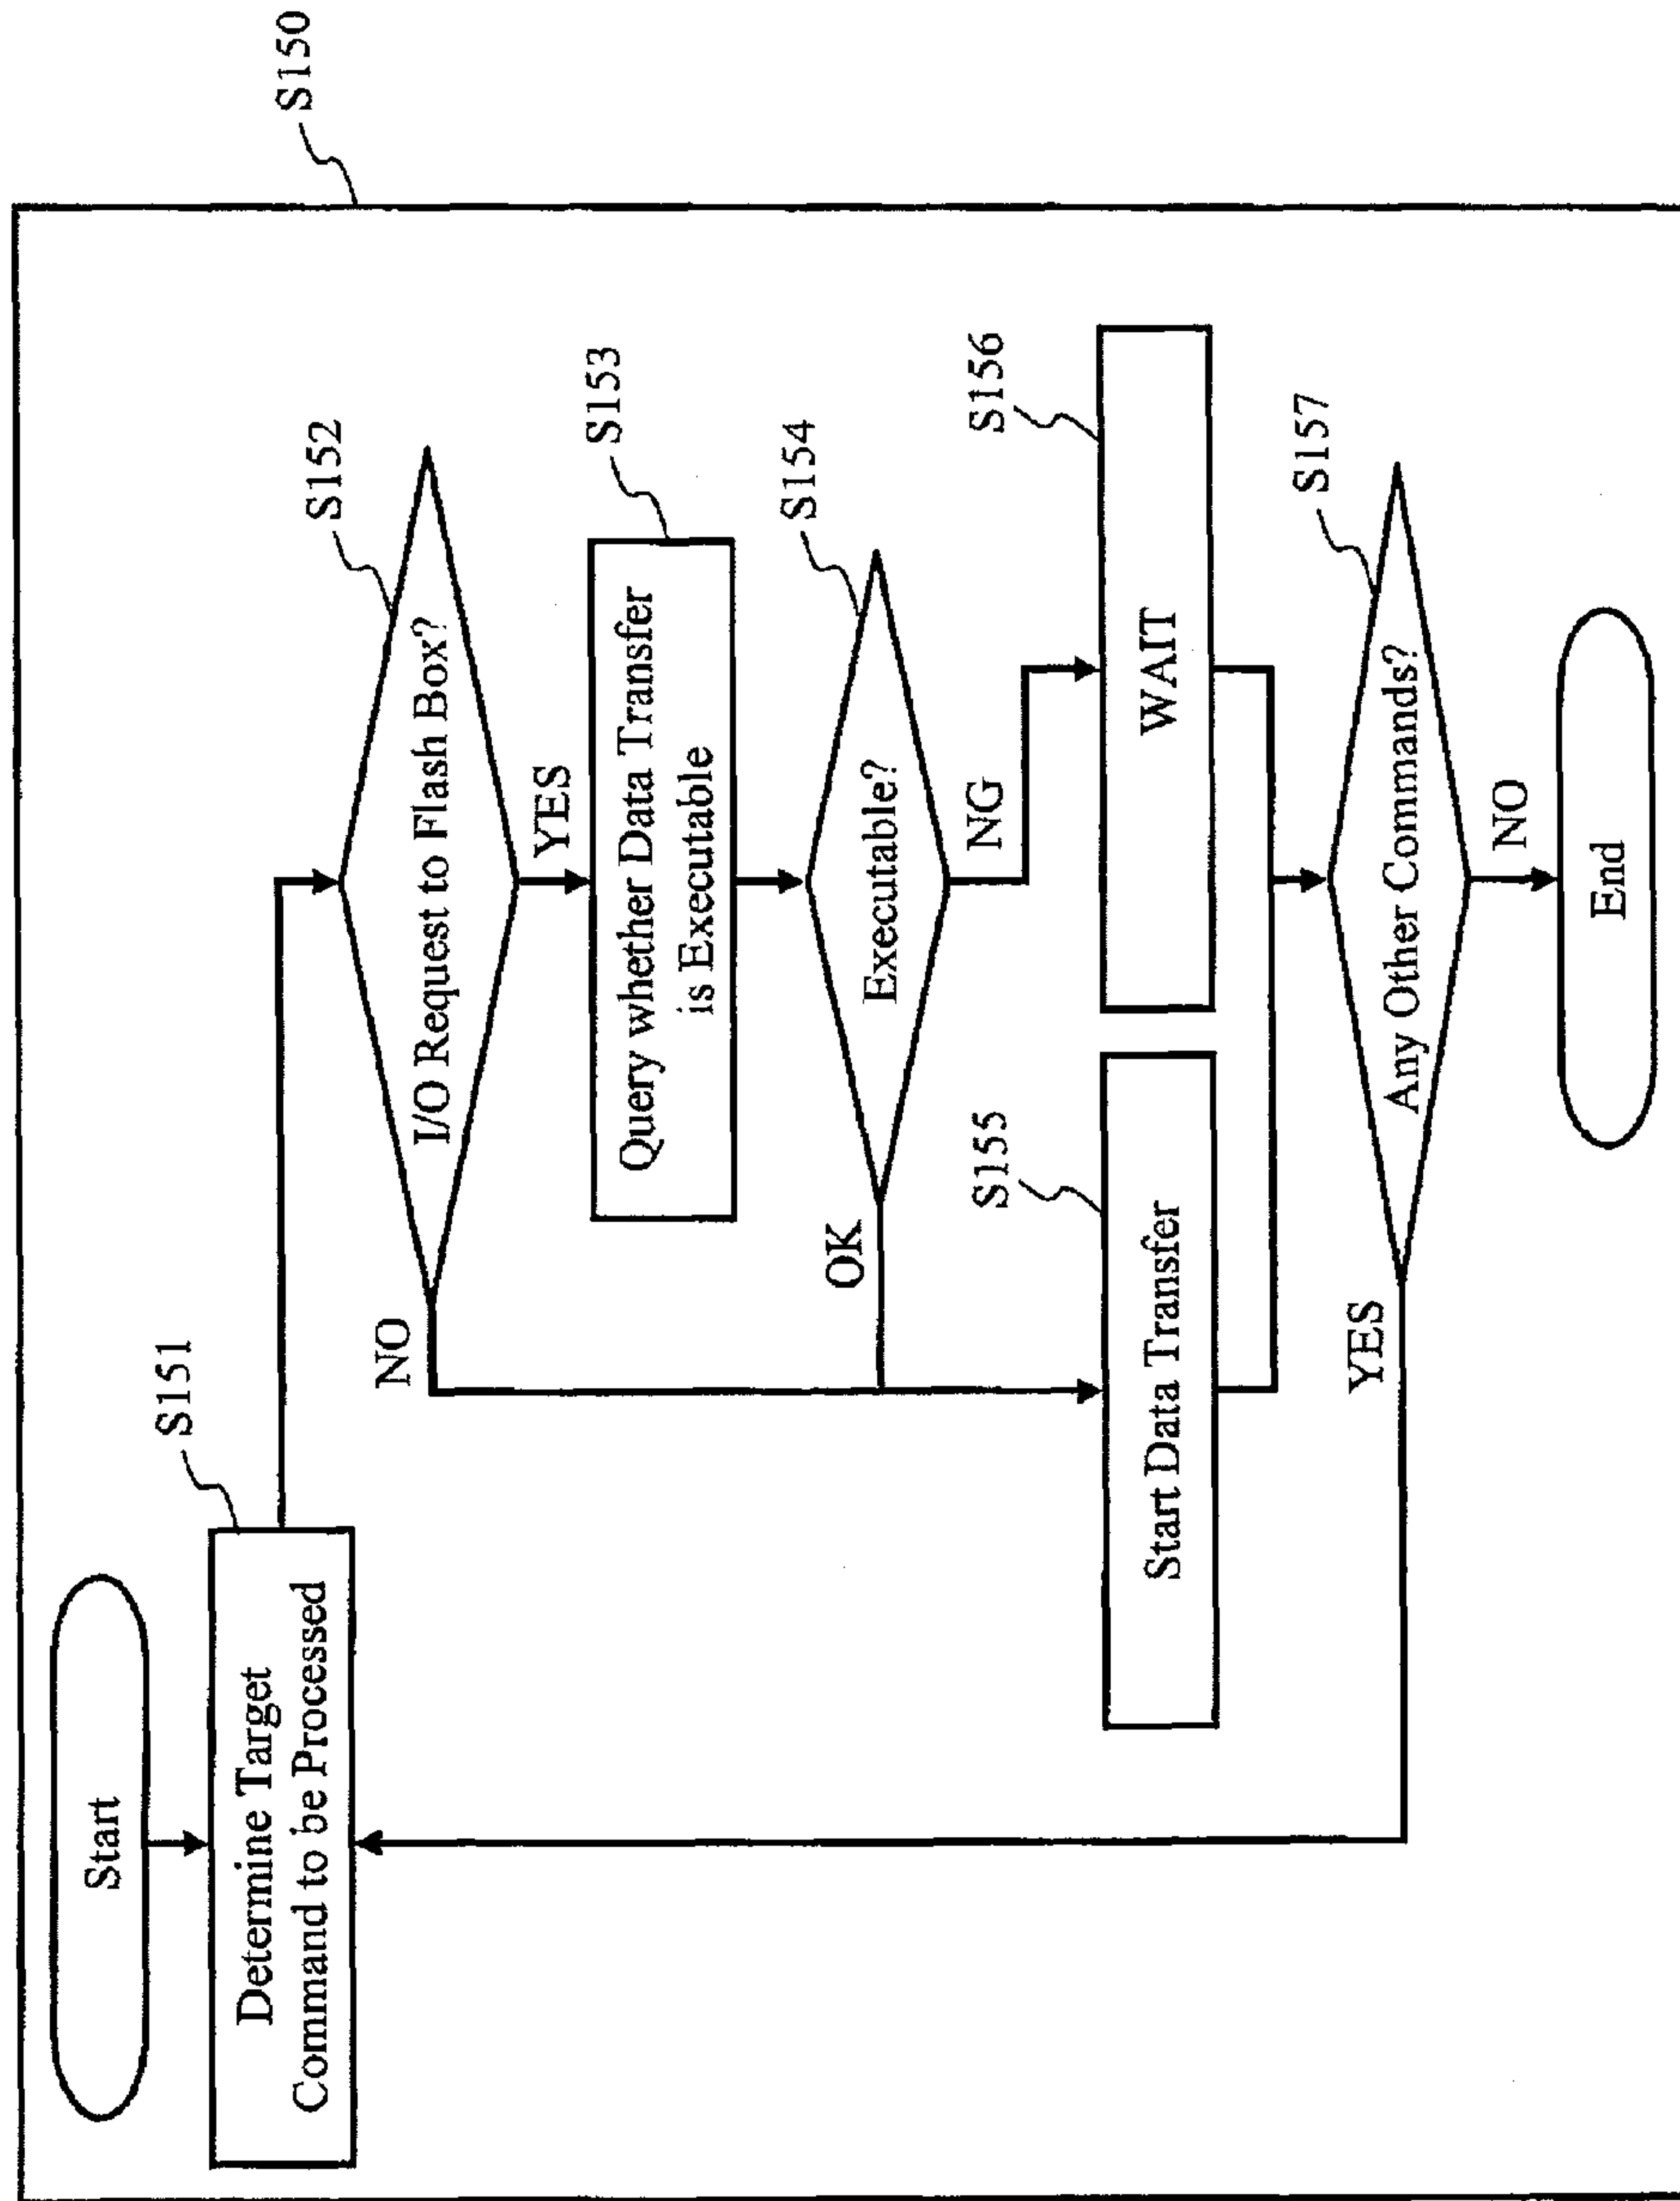 S150
Start
S151
Determine Target
Command to be Processed
S152
I/O Request to Flash Box?
NO
YES
S153
Query whether Data Transfer
is Executable
S154
Executable?
OK
NG
S155
Start Data Transfer
S156
WAIT
S157
Any Other Commands?
YES
NO
End